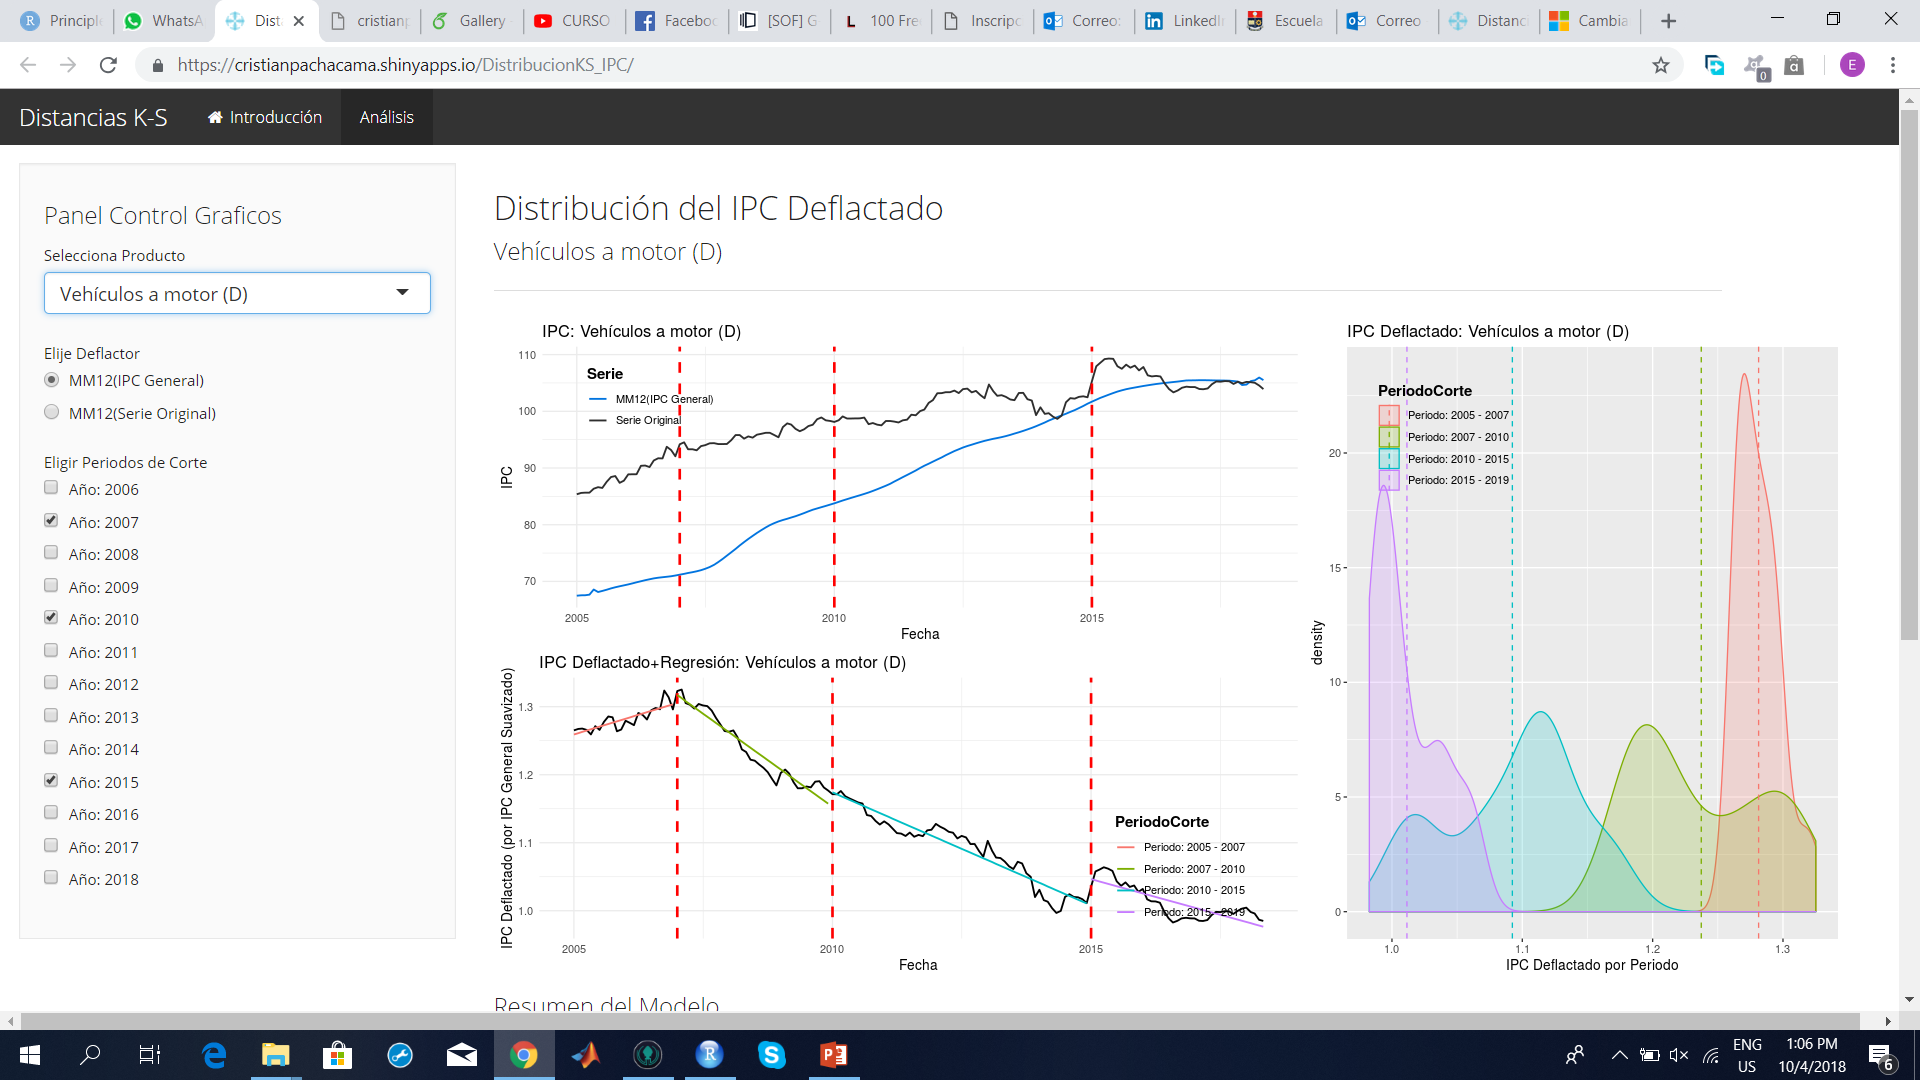 Principl
WhatsA
Dist
cristianp
Gallery
CURSO
Faceboo
[SOF] G
100 Fre
Inscripc
Correo:
LinkedIn
Escuela
Correo
Distanc
Cambia
https://cristianpachacama.shinyapps.io/DistribucionKS_IPC/
0
E
Distancias K-S
Introducción
Análisis
Panel Control Graficos
Selecciona Producto
Vehículos a motor (D)
Elije Deflactor
MM12(IPC General)
MM12(Serie Original)
Eligir Periodos de Corte
Año: 2006
Año: 2007
Año: 2008
Año: 2009
Año: 2010
Año: 2011
Año: 2012
Año: 2013
Año: 2014
Año: 2015
Año: 2016
Año: 2017
Año: 2018
Distribución del IPC Deflactado
Vehículos a motor (D)
IPC: Vehículos a motor (D)
110
100
90
80
70
IPC
Serie
MM12(IPC General)
Serie Original
2005
2010
2015
Fecha
IPC Deflactado+Regresión: Vehículos a motor (D)
IPC Deflactado (por IPC General Suavizado)
1.3
1.2
1.1
1.0
PeriodoCorte
Periodo: 2005 - 2007
Periodo: 2007 - 2010
Periodo: 2010 - 2015
Periodo: 2015 - 2019
2005
2010
2015
Fecha
IPC Deflactado: Vehículos a motor (D)
PeriodoCorte
Periodo: 2005 - 2007
Periodo: 2007 - 2010
Periodo: 2010 - 2015
Periodo: 2015 - 2019
density
20
15
10
5
0
1.0
1.1
1.2
1.3
IPC Deflactado por Periodo
Resumen del Modelo
ENG
US
1:06 PM
10/4/2018
6